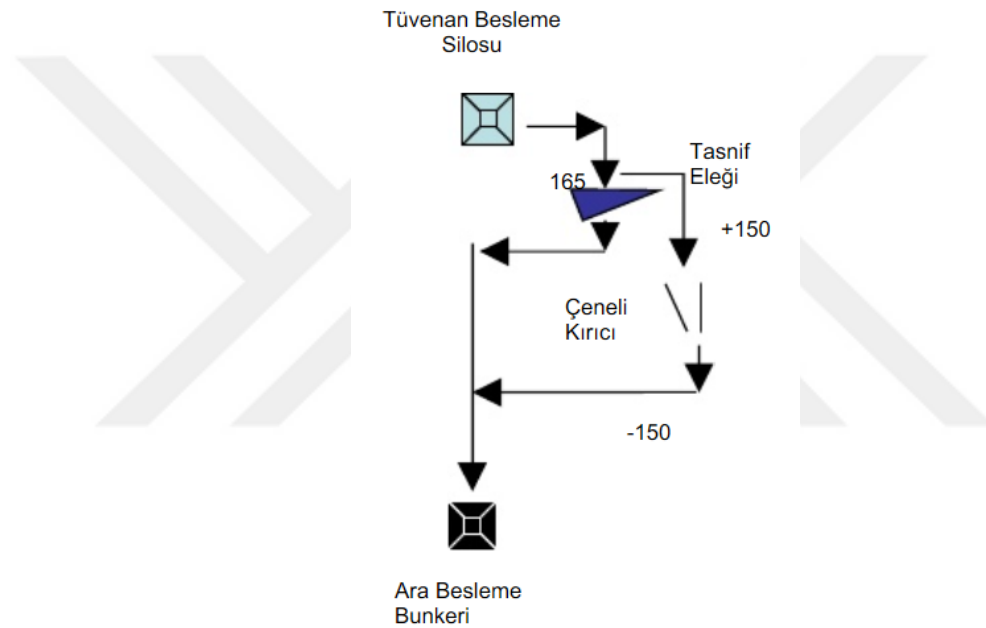 Tüvenan Besleme
Silosu
Tasnif
Eleği
165
+150
Çeneli
Kırıcı
-150
Ara Besleme
Bunkeri